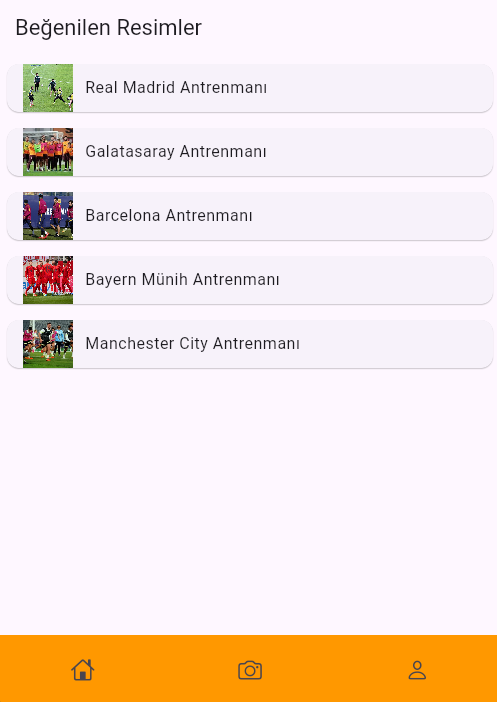 Beğenilen Resimler
Real Madrid Antrenmanı
Galatasaray Antrenmanı
Barcelona Antrenmanı
Bayern Münih Antrenmanı
Manchester City Antrenmanı